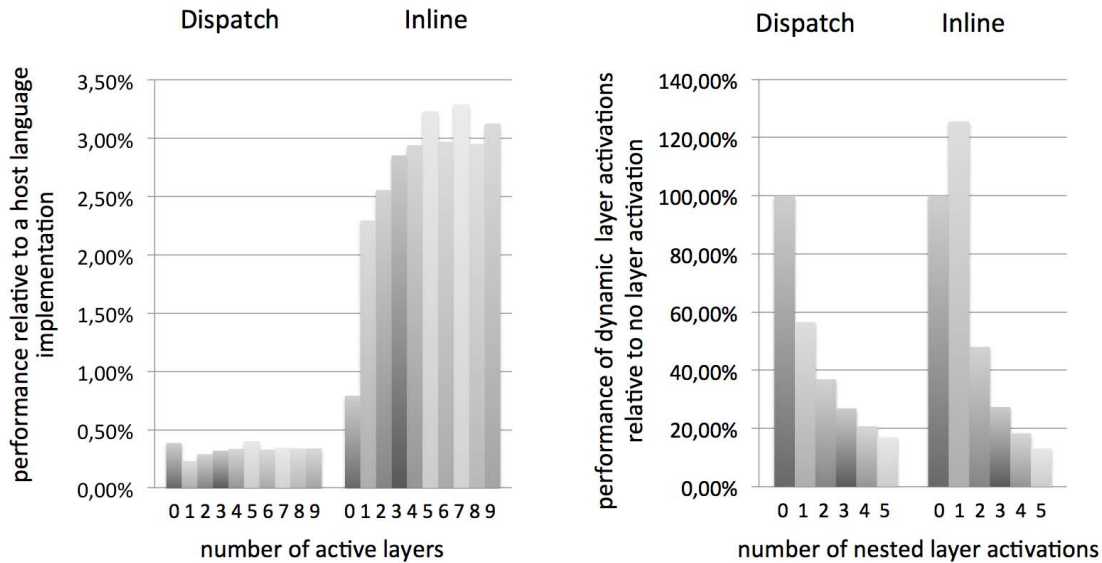 Dispatch Inline
performance relative to a host language
implementation
3,50%
3,00%
2,50%
2,00%
1,50%
1,00%
0,50%
0,00%
0 1 2 3 4 5 6 7 8 9 0 1 2 3 4 5 6 7 8 9
number of active layers
Dispatch Inline
performance of dynamic layer activations
relative to no layer activation
140,00%
120,00%
100,00%
80,00%
60,00%
40,00%
20,00%
0,00%
0 1 2 3 4 5 0 1 2 3 4 5
number of nested layer activations